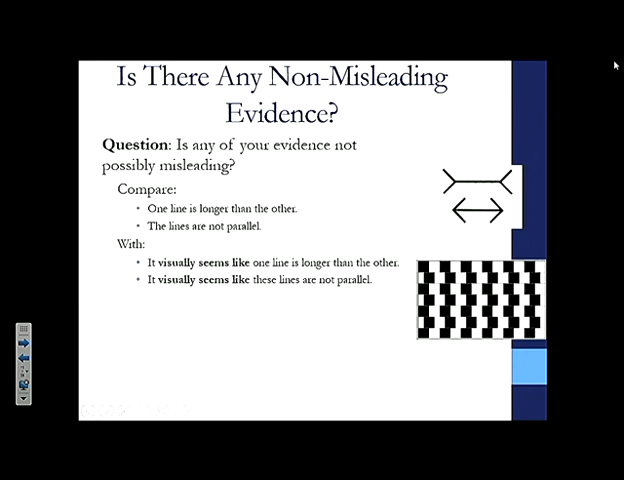 Is There Any Non-Misleading
Evidence?
Question: Is any of your evidence not
possibly misleading?
Compare:
• One line is longer than the other.
• The lines are not parallel.
With:
• It visually seems like one line is longer than the other.
• It visually seems like these lines are not parallel.